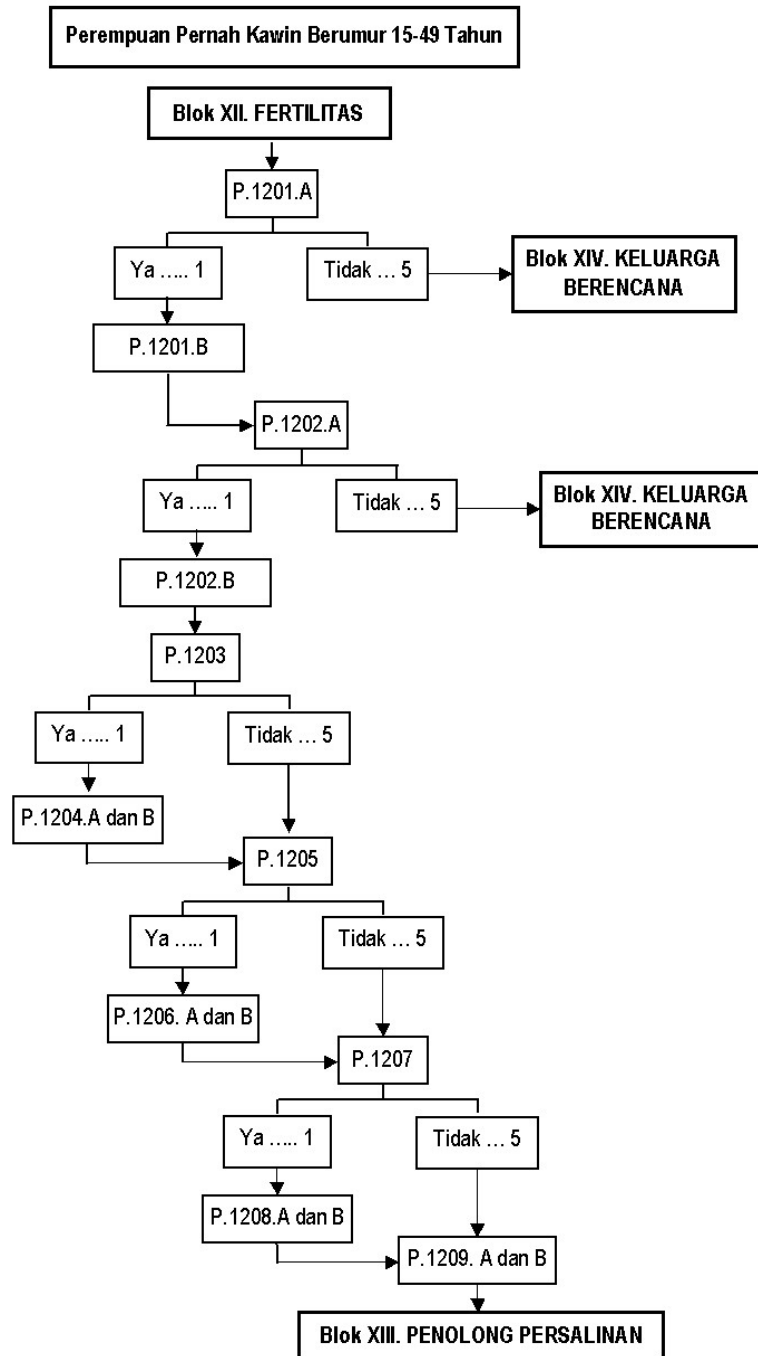 Perempuan Pernah Kawin Berumur 15-49 Tahun
Blok XII. FERTILITAS
P.1201.A
Ya ..... 1
Tidak ... 5
Blok XIV. KELUARGA
BERENCANA
P.1201.B
P.1202.A
Ya ..... 1
Tidak ... 5
Blok XIV. KELUARGA
BERENCANA
P.1202.B
P.1203
Ya ..... 1
Tidak ... 5
P.1204.A dan B
P.1205
Ya ..... 1
Tidak ... 5
P.1206. A dan B
P.1207
Ya ..... 1
Tidak ... 5
P.1208.A dan B
P.1209. A dan B
Blok XIII. PENOLONG PERSALINAN